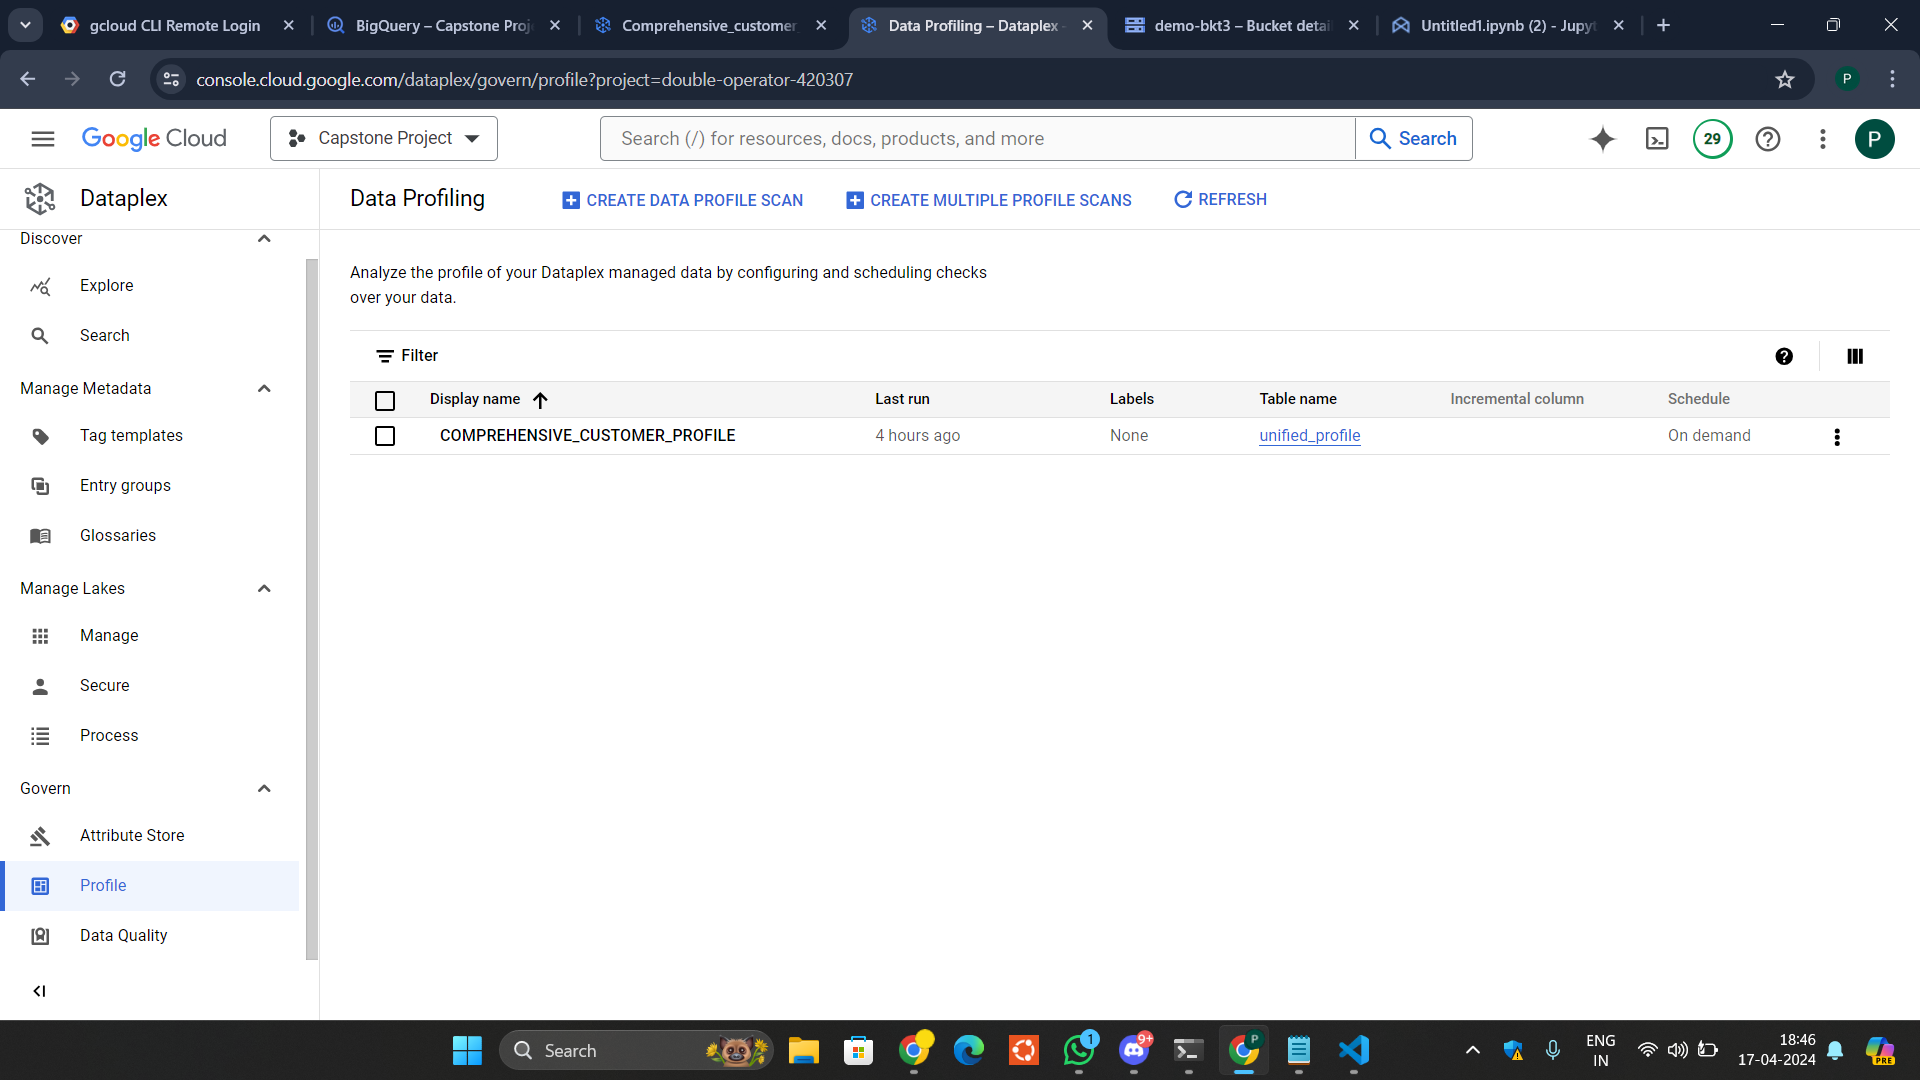 gcloud CLI Remote Login
BigQuery – Capstone Proj
Comprehensive_customer
Data Profiling – Dataplex
demo-bkt3 – Bucket detai
Untitled1.ipynb (2) - Jupyt
console.cloud.google.com/dataplex/govern/profile?project=double-operator-420307
P
Google Cloud
Capstone Project
Search (/) for resources, docs, products, and more
Search
29
P
Dataplex
Data Profiling
CREATE DATA PROFILE SCAN
CREATE MULTIPLE PROFILE SCANS
REFRESH
Discover
Explore
Search
Manage Metadata
Tag templates
Entry groups
Glossaries
Manage Lakes
Manage
Secure
Process
Govern
Attribute Store
Profile
Data Quality
Analyze the profile of your Dataplex managed data by configuring and scheduling checks
over your data.
Filter
Display name Last run Labels Table name Incremental column Schedule
COMPREHENSIVE_CUSTOMER_PROFILE 4 hours ago None unified_profile On demand
Search
1
9+
P
ENG
IN
18:46
17-04-2024
PRE